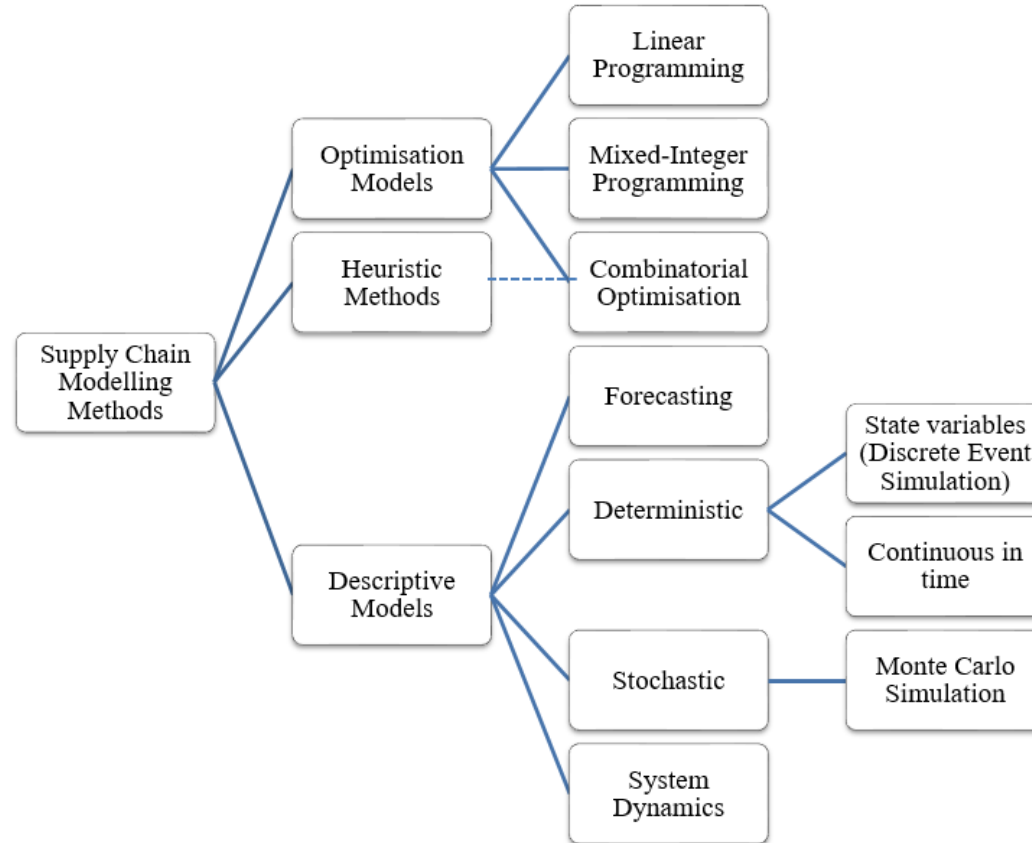 Linear
Programming
Optimisation
Models
Mixed-Integer
Programming
Heuristic
Methods
Combinatorial
Optimisation
Supply Chain
Modelling
Methods
Forecasting
State variables
(Discrete Event
Simulation)
Deterministic
Continuous in
time
Descriptive
Models
Stochastic
Monte Carlo
Simulation
System
Dynamics